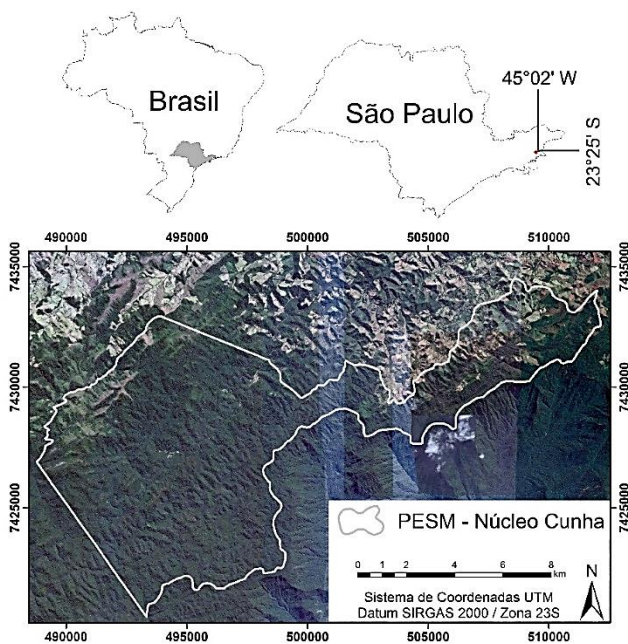 Brasil
São Paulo
45°02' W
23°25' S
490000 495000 500000 505000 510000
7435000
7430000
7425000
7435000
7430000
7425000
PESM - Núcleo Cunha
0 1 2 4 6 8
km
N
Sistema de Coordenadas UTM
Datum SIRGAS 2000 / Zona 23S
490000 495000 500000 505000 510000